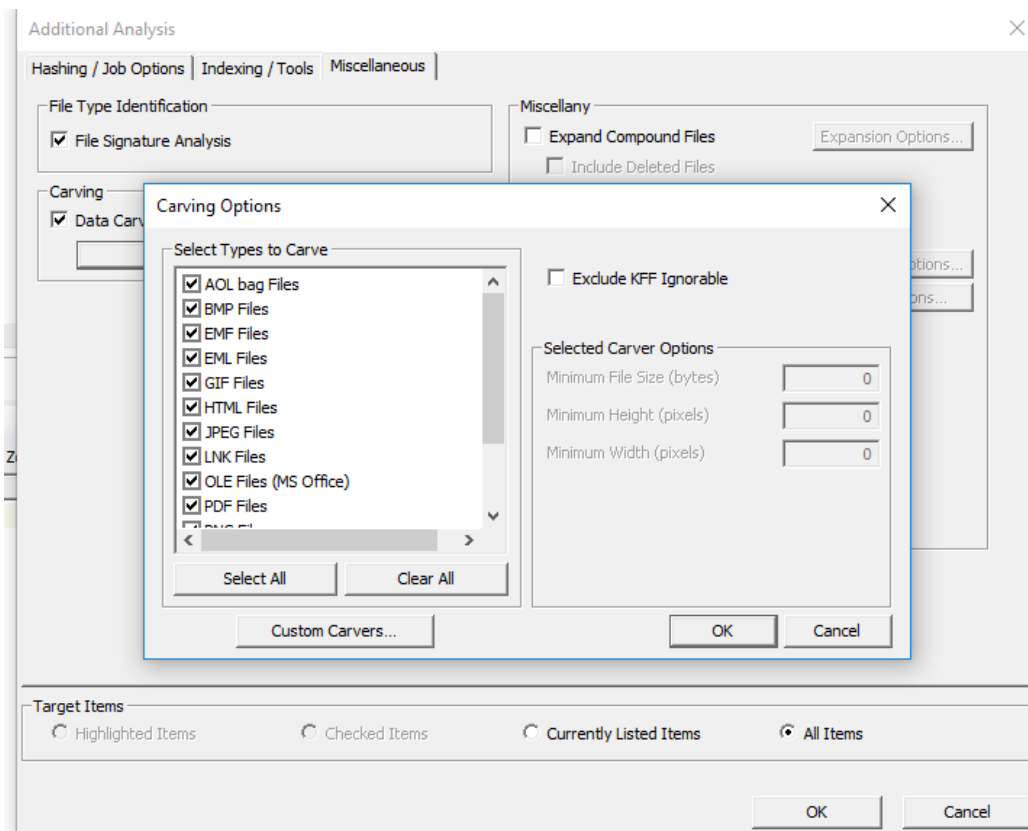 Additional Analysis
Hashing / Job Options Indexing / Tools Miscellaneous
File Type Identification
File Signature Analysis
Miscellany
Expand Compound Files Expansion Options...
Include Deleted Files
Carving
Data
Carving Options
Select Types to Carve
AOL bag Files
BMP Files
EMF Files
EML Files
GIF Files
HTML Files
JPEG Files
LNK Files
OLE Files (MS Office)
PDF Files
Select All Clear All
Custom Carvers...
Exclude KFF Ignorable
Selected Carver Options
Minimum File Size (bytes) 0
Minimum Height (pixels) 0
Minimum Width (pixels) 0
OK Cancel
Target Items
Highlighted Items Checked Items Currently Listed Items All Items
OK Cancel